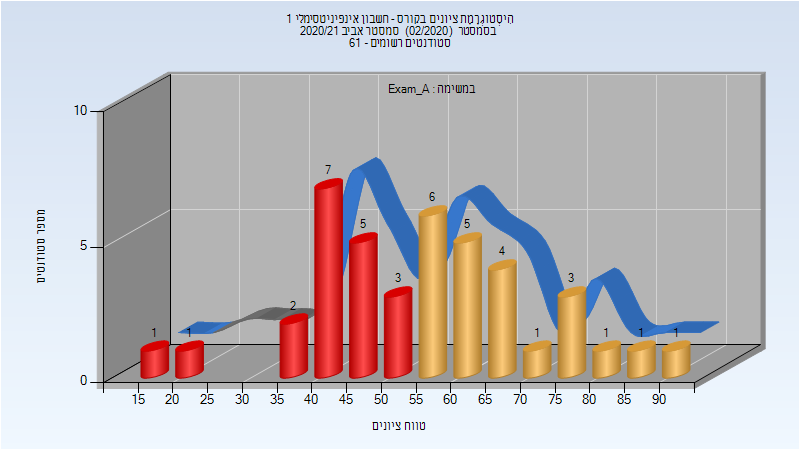 היסטוגרמת ציונים בקורס - חשבון אינפיניטסימלי 1
בסמסטר (02/2020) סמסטר אביב 2020/21
סטודנטים רשומים - 61
במשימה : Exam_A
מספר סטודנטים
10
5
0
1
1
2
7
5
3
6
5
4
1
3
1
1
1
15 20 25 30 35 40 45 50 55 60 65 70 75 80 85 90
טווח ציונים